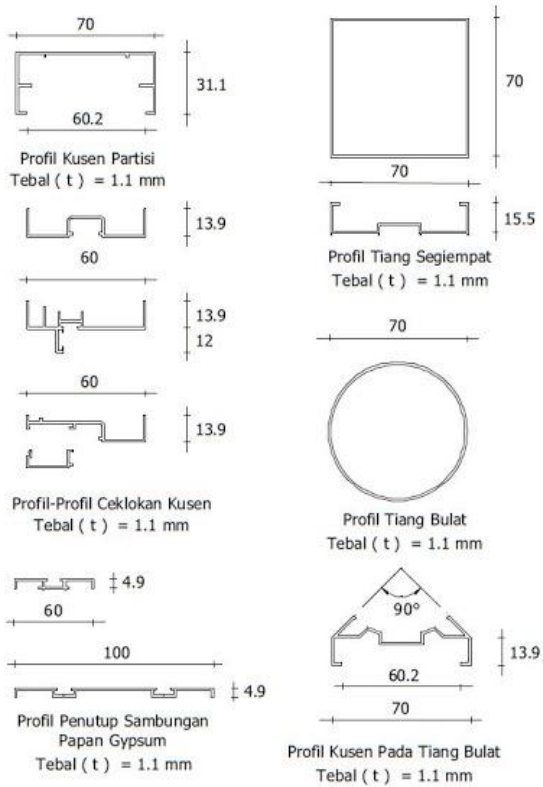 70
31.1
60.2
Profil Kusen Partisi
Tebal ( t ) = 1.1 mm
13.9
60
13.9
12
60
13.9
Profil-Profil Ceklokan Kusen
Tebal ( t ) = 1.1 mm
4.9
60
100
4.9
Profil Penutup Sambungan
Papan Gypsum
Tebal ( t ) = 1.1 mm
70
70
15.5
Profil Tiang Segiempat
Tebal ( t ) = 1.1 mm
70
Profil Tiang Bulat
Tebal ( t ) = 1.1 mm
90°
13.9
60.2
70
Profil Kusen Pada Tiang Bulat
Tebal ( t ) = 1.1 mm